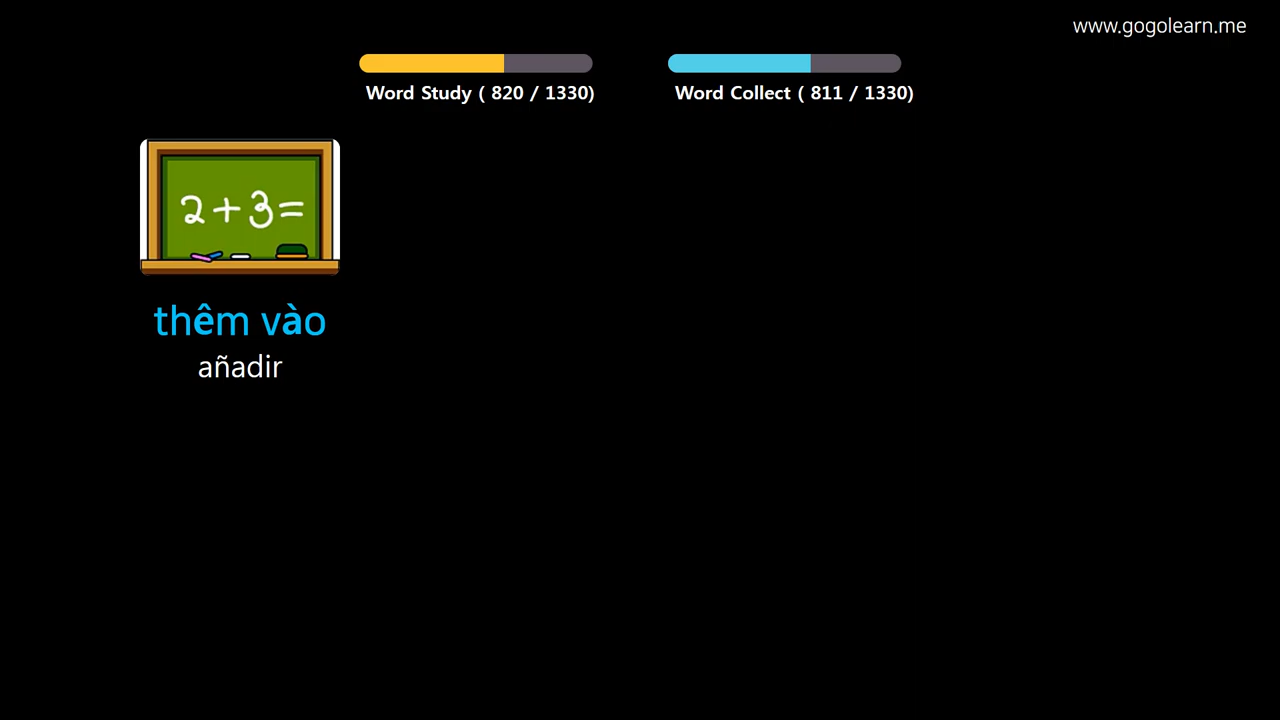 www.gogolearn.me
Word Study ( 820 / 1330)
Word Collect ( 811 / 1330)
2+3=
thêm vào
añadir